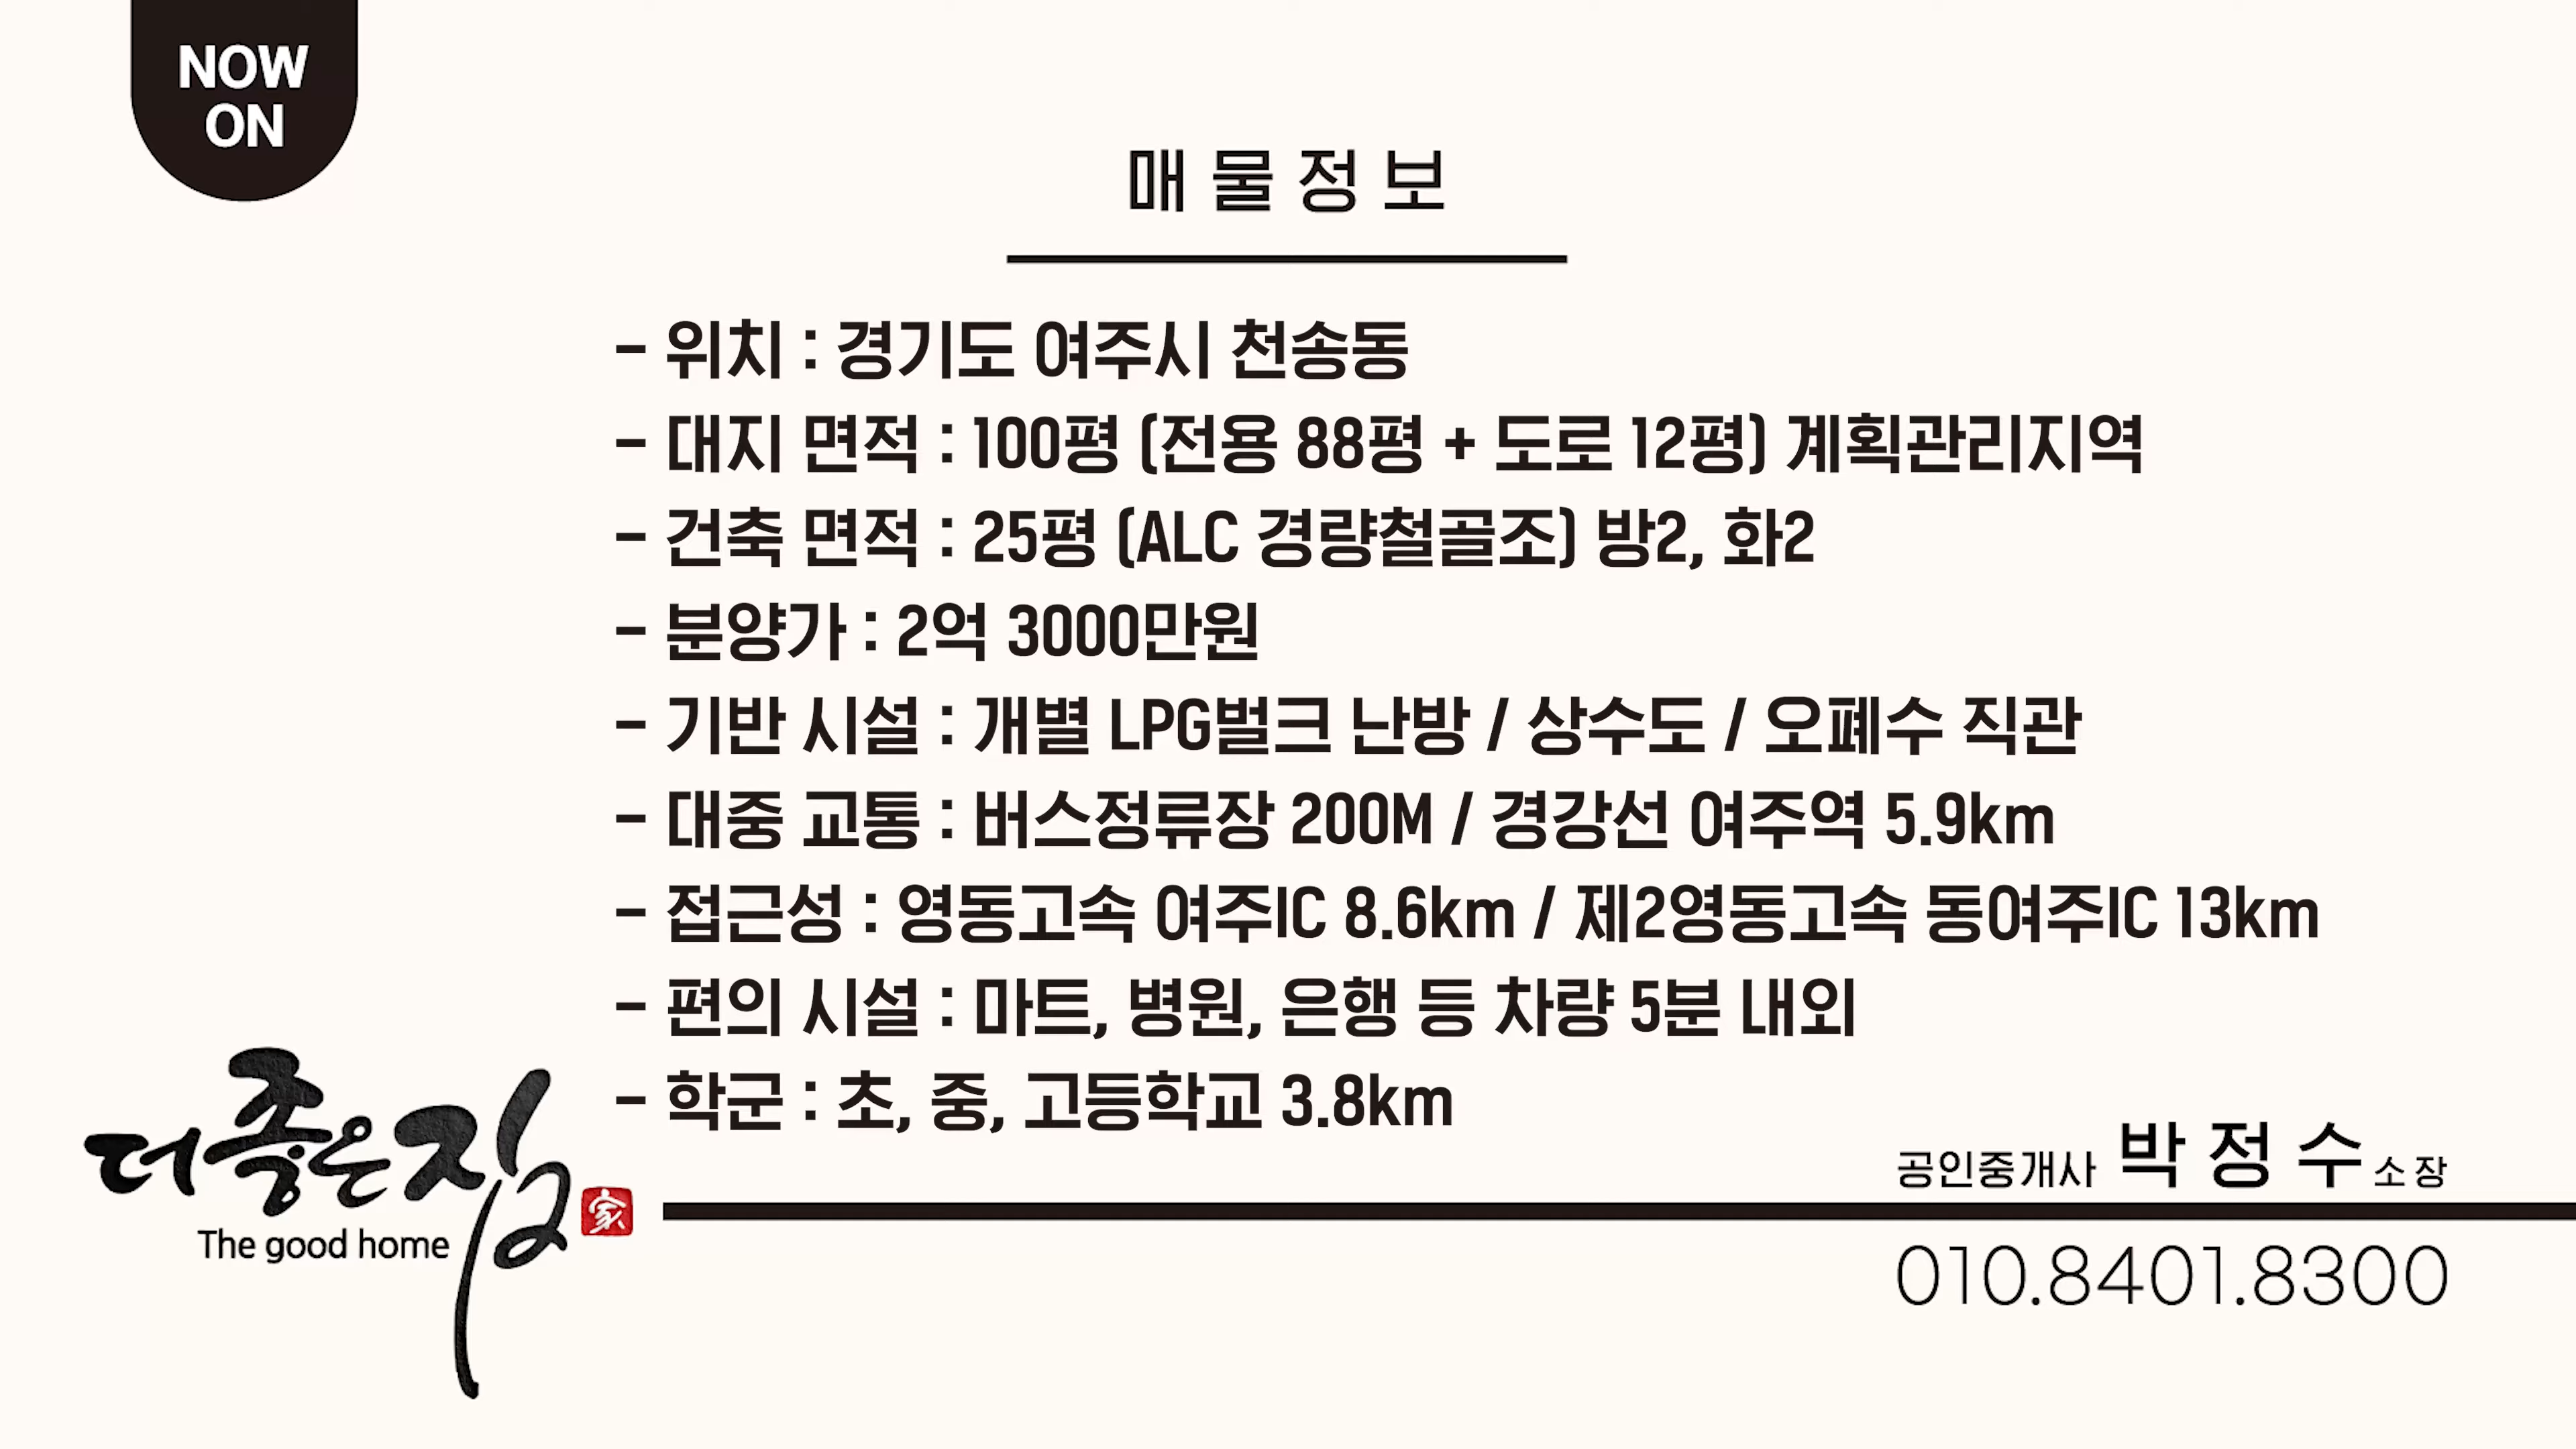 NOW
ON
매물정보
- 위치 : 경기도 여주시 천송동
- 대지 면적 : 100평 (전용 88평 + 도로 12평) 계획관리지역
- 건축 면적 : 25평 (ALC 경량철골조) 방2, 화2
- 분양가 : 2억 3000만원
- 기반 시설 : 개별 LPG벌크 난방 / 상수도 / 오폐수 직관
- 대중 교통 : 버스정류장 200M / 경강선 여주역 5.9km
- 접근성 : 영동고속 여주IC 8.6km / 제2영동고속 동여주IC 13km
- 편의 시설 : 마트, 병원, 은행 등 차량 5분 내외
- 학군 : 초, 중, 고등학교 3.8km
더좋은집
家
The good home
공인중개사 박정수 소장
010.8401.8300